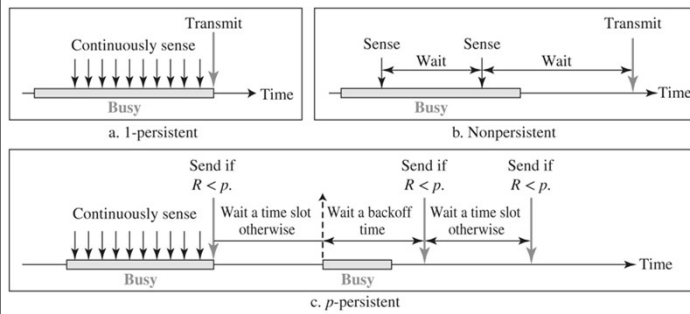 Transmit
Continuously sense
Time
Busy
a. 1-persistent
Transmit
Sense
Sense
Wait
Wait
Time
Busy
b. Nonpersistent
Send if
R < p.
Send if
R < p.
Send if
R < p.
Continuously sense
Wait a time slot
otherwise
Wait a backoff
time
Wait a time slot
otherwise
Time
Busy
Busy
c. p-persistent